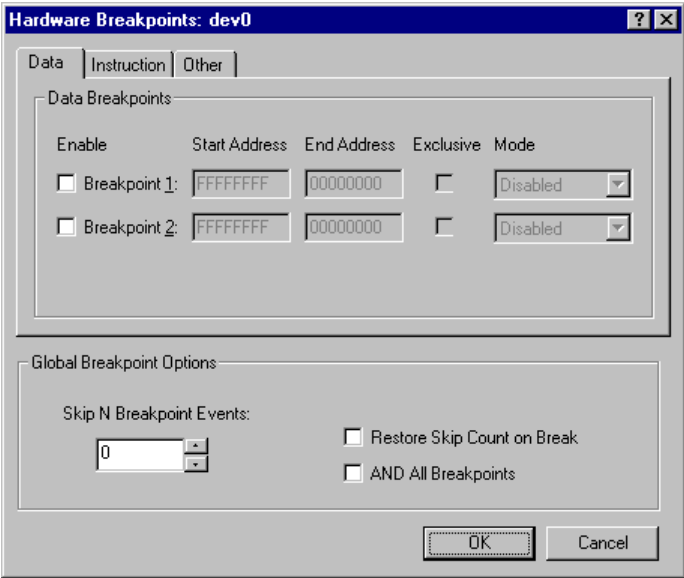 Hardware Breakpoints: dev0
Data Instruction Other
Data Breakpoints
Enable Start Address End Address Exclusive Mode
Breakpoint 1: FFFFFFFF 00000000 Disabled
Breakpoint 2: FFFFFFFF 00000000 Disabled
Global Breakpoint Options
Skip N Breakpoint Events:
0
Restore Skip Count on Break
AND All Breakpoints
OK Cancel